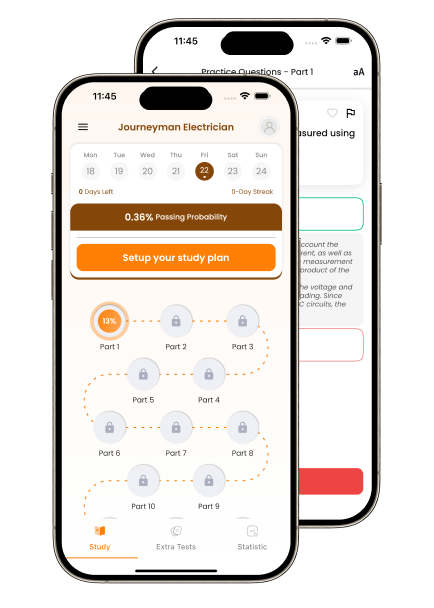 11:45
Practice Questions - Part 1
aA
asured using
ccount the
rent, as well as
measurement
product of the
he voltage and
ading. Since
C circuits, the
11:45
Journeyman Electrician
Mon Tue Wed Thu Fri Sat Sun
18 19 20 21 22 23 24
0 Days Left
0-Day Streak
0.36% Passing Probability
Setup your study plan
13%
Part 1 Part 2 Part 3
Part 5 Part 4
Part 6 Part 7 Part 8
Part 10 Part 9
Study Extra Tests Statistic